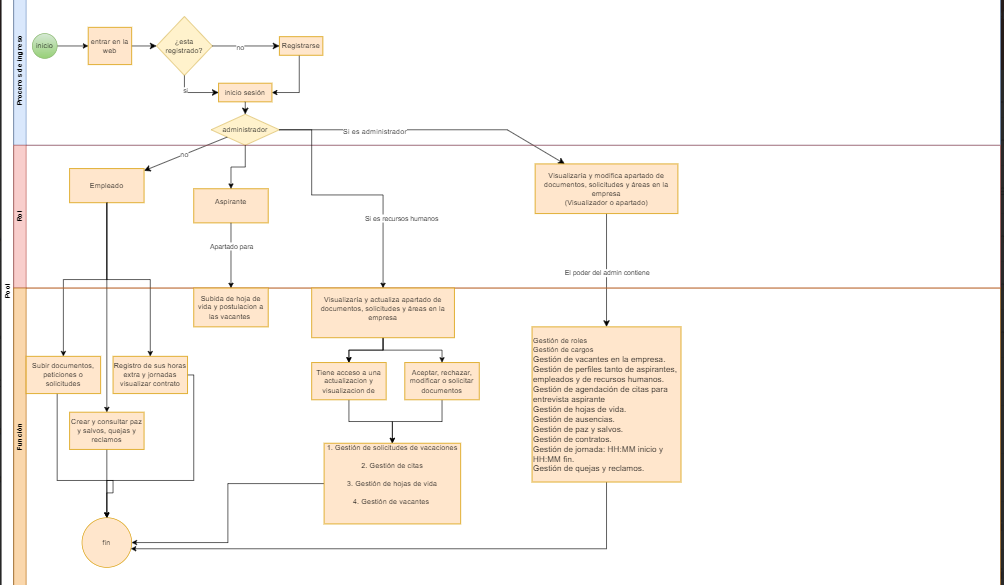 Pool
Proceros de ingreso
inicio
entrar en la
web
¿esta
registrado?
no
Registrarse
si
inicio sesión
administrador
Si es administrador
no
Rol
Empleado
Aspirante
Si es recursos humanos
Visualizaría y modifica apartado de
documentos, solicitudes y áreas en la
empresa
(Visualizador o apartado)
Apartado para
El poder del admin contiene
Función
Subida de hoja de
vida y postulacion a
las vacantes
Visualizaría y actualiza apartado de
documentos, solicitudes y áreas en la
empresa
Subir documentos,
peticiones o
solicitudes
Registro de sus horas
extra y jornadas
visualizar contrato
Tiene acceso a una
actualizacion y
visualizacion de
Aceptar, rechazar,
modificar o solicitar
documentos
Crear y consultar paz
y salvos, quejas y
reclamos
1. Gestión de solicitudes de vacaciones
2. Gestión de citas
3. Gestión de hojas de vida
4. Gestión de vacantes
Gestión de roles
Gestión de cargos
Gestión de vacantes en la empresa.
Gestión de perfiles tanto de aspirantes,
empleados y de recursos humanos.
Gestión de agendación de citas para
entrevista aspirante
Gestión de hojas de vida.
Gestión de ausencias.
Gestión de paz y salvos.
Gestión de contratos.
Gestión de jornada: HH:MM inicio y
HH:MM fin.
Gestión de quejas y reclamos.
fin